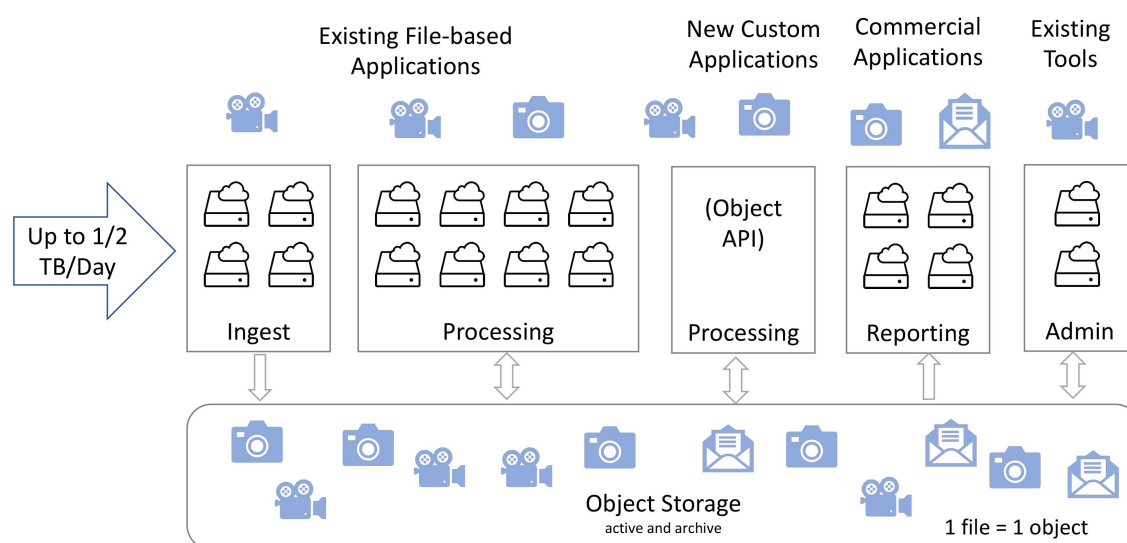 Existing File-based
Applications
New Custom
Applications
Commercial
Applications
Existing
Tools
Up to 1/2
TB/Day
(Object
API)
Ingest
Processing
Processing
Reporting
Admin
Object Storage
active and archive
1 file = 1 object